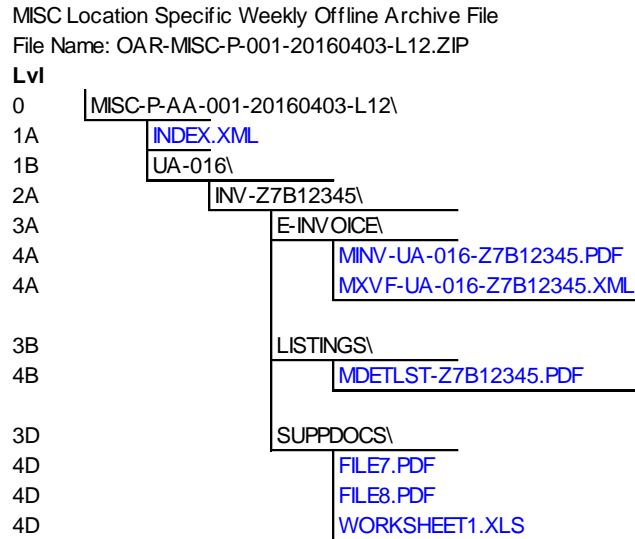 MISC Location Specific Weekly Offline Archive File
File Name: OAR-MISC-P-001-20160403-L12.ZIP
Lvl
0 MISC-P-AA-001-20160403-L12\
1A INDEX.XML
1B UA-016\
2A INV-Z7B12345\
3A E-INVOICE\
4A MINV-UA-016-Z7B12345.PDF
4A MXVF-UA-016-Z7B12345.XML
3B LISTINGS\
4B MDETLST-Z7B12345.PDF
3D SUPPDOCS\
4D FILE7.PDF
4D FILE8.PDF
4D WORKSHEET1.XLS